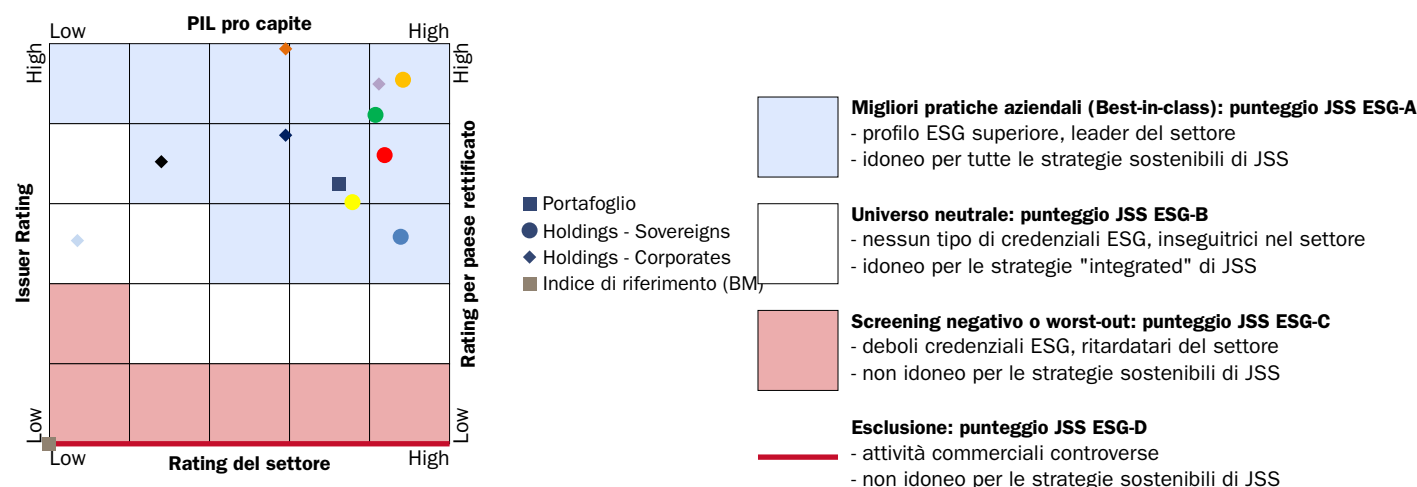 PIL pro capite
Low
High
High
High
Issuer Rating
Rating per paese rettificato
Low
Low
Low
High
Rating del settore
Portafoglio
Holdings - Sovereigns
Holdings - Corporates
Indice di riferimento (BM)
Migliori pratiche aziendali (Best-in-class): punteggio JSS ESG-A
- profilo ESG superiore, leader del settore
- idoneo per tutte le strategie sostenibili di JSS
Universo neutrale: punteggio JSS ESG-B
- nessun tipo di credenziali ESG, inseguitrici nel settore
- idoneo per le strategie "integrated" di JSS
Screening negativo o worst-out: punteggio JSS ESG-C
- deboli credenziali ESG, ritardatari del settore
- non idoneo per le strategie sostenibili di JSS
Esclusione: punteggio JSS ESG-D
- attività commerciali controverse
- non idoneo per le strategie sostenibili di JSS